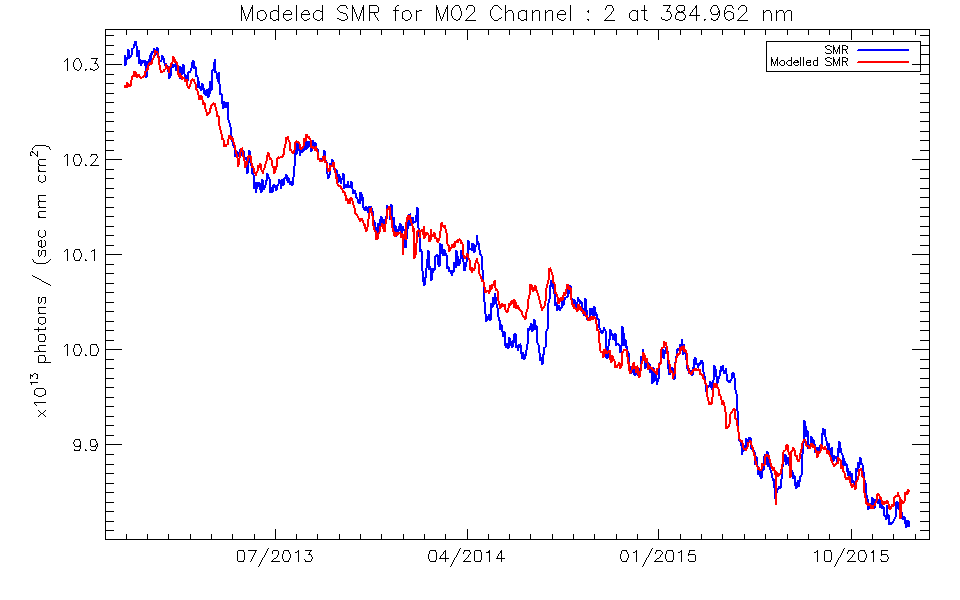 Modeled SMR for M02 Channel : 2 at 384.962 nm
SMR
Modelled SMR
10.3
10.2
10.1
10.0
9.9
x10¹³ photons / (sec nm cm²)
07/2013
04/2014
01/2015
10/2015